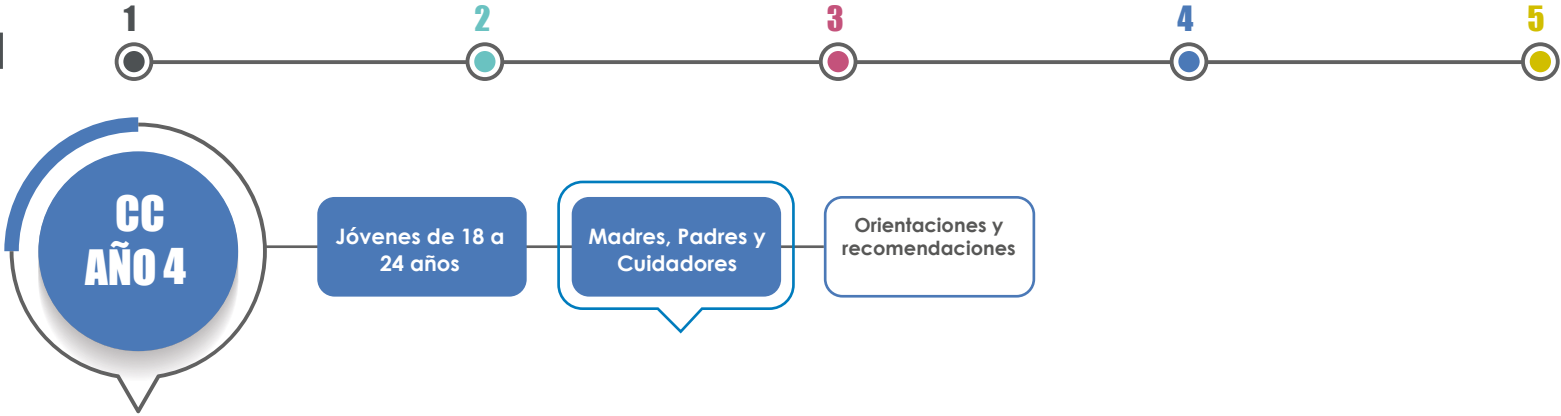 1
2
3
4
5
CC
AÑO 4
Jóvenes de 18 a
24 años
Madres, Padres y
Cuidadores
Orientaciones y
recomendaciones